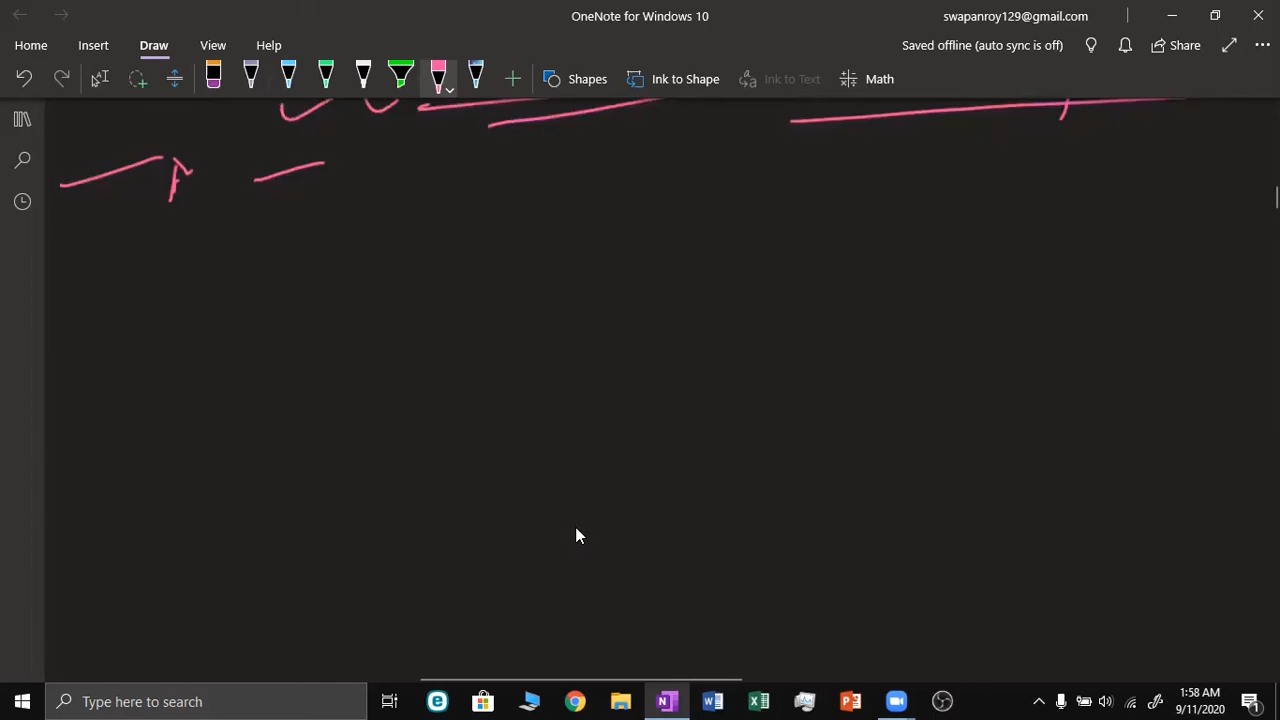 OneNote for Windows 10
swapanroy129@gmail.com
Home
Insert
Draw
View
Help
Saved offline (auto sync is off)
Share
Shapes
Ink to Shape
Ink to Text
Math
Type here to search
1:58 AM
9/11/2020